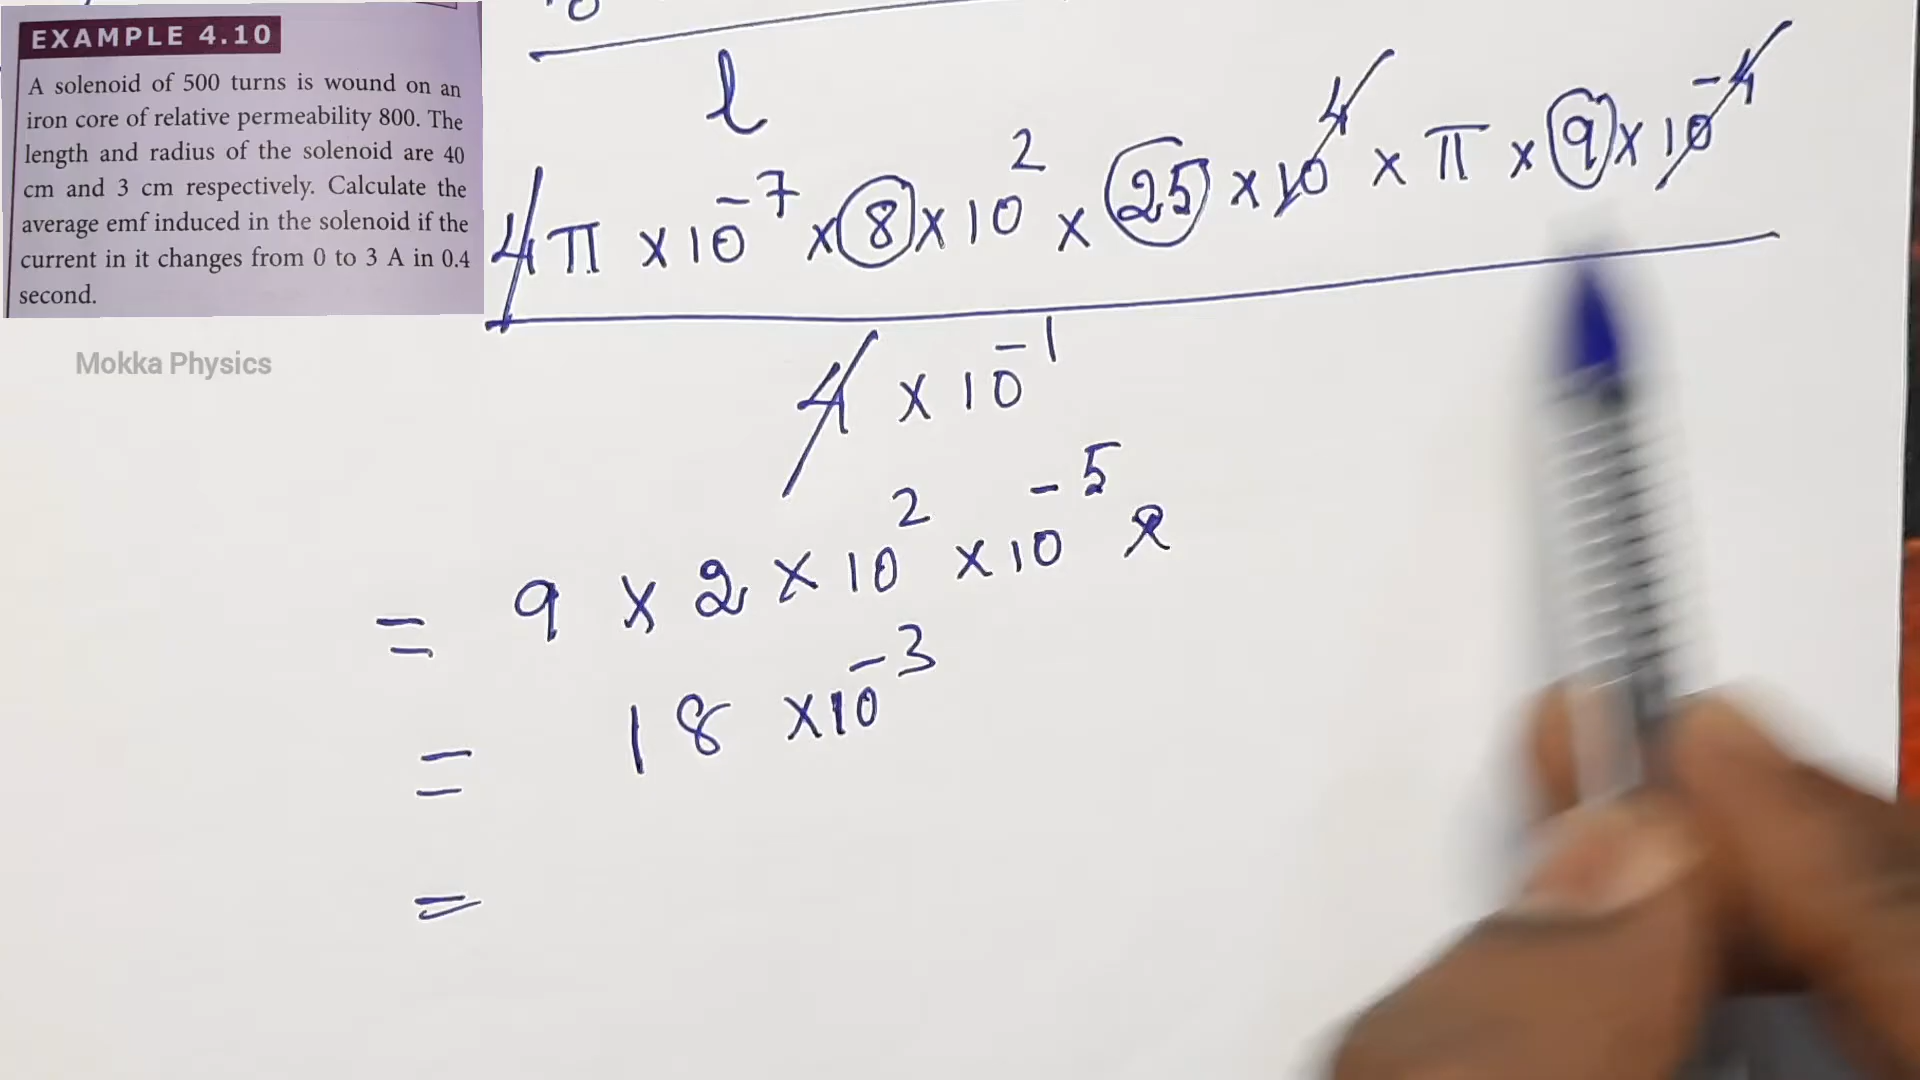 EXAMPLE 4.10
A solenoid of 500 turns is wound on an
iron core of relative permeability 800. The
length and radius of the solenoid are 40
cm and 3 cm respectively. Calculate the
average emf induced in the solenoid if the
current in it changes from 0 to 3 A in 0.4
second.
Mokka Physics
l
4π × 10⁻⁷ × 8 × 10² × 25 × 10⁴ × π × 9 × 10⁻⁴
4 × 10⁻¹
= 9 × 2 × 10² × 10⁻⁵ ×
= 18 × 10⁻³
=